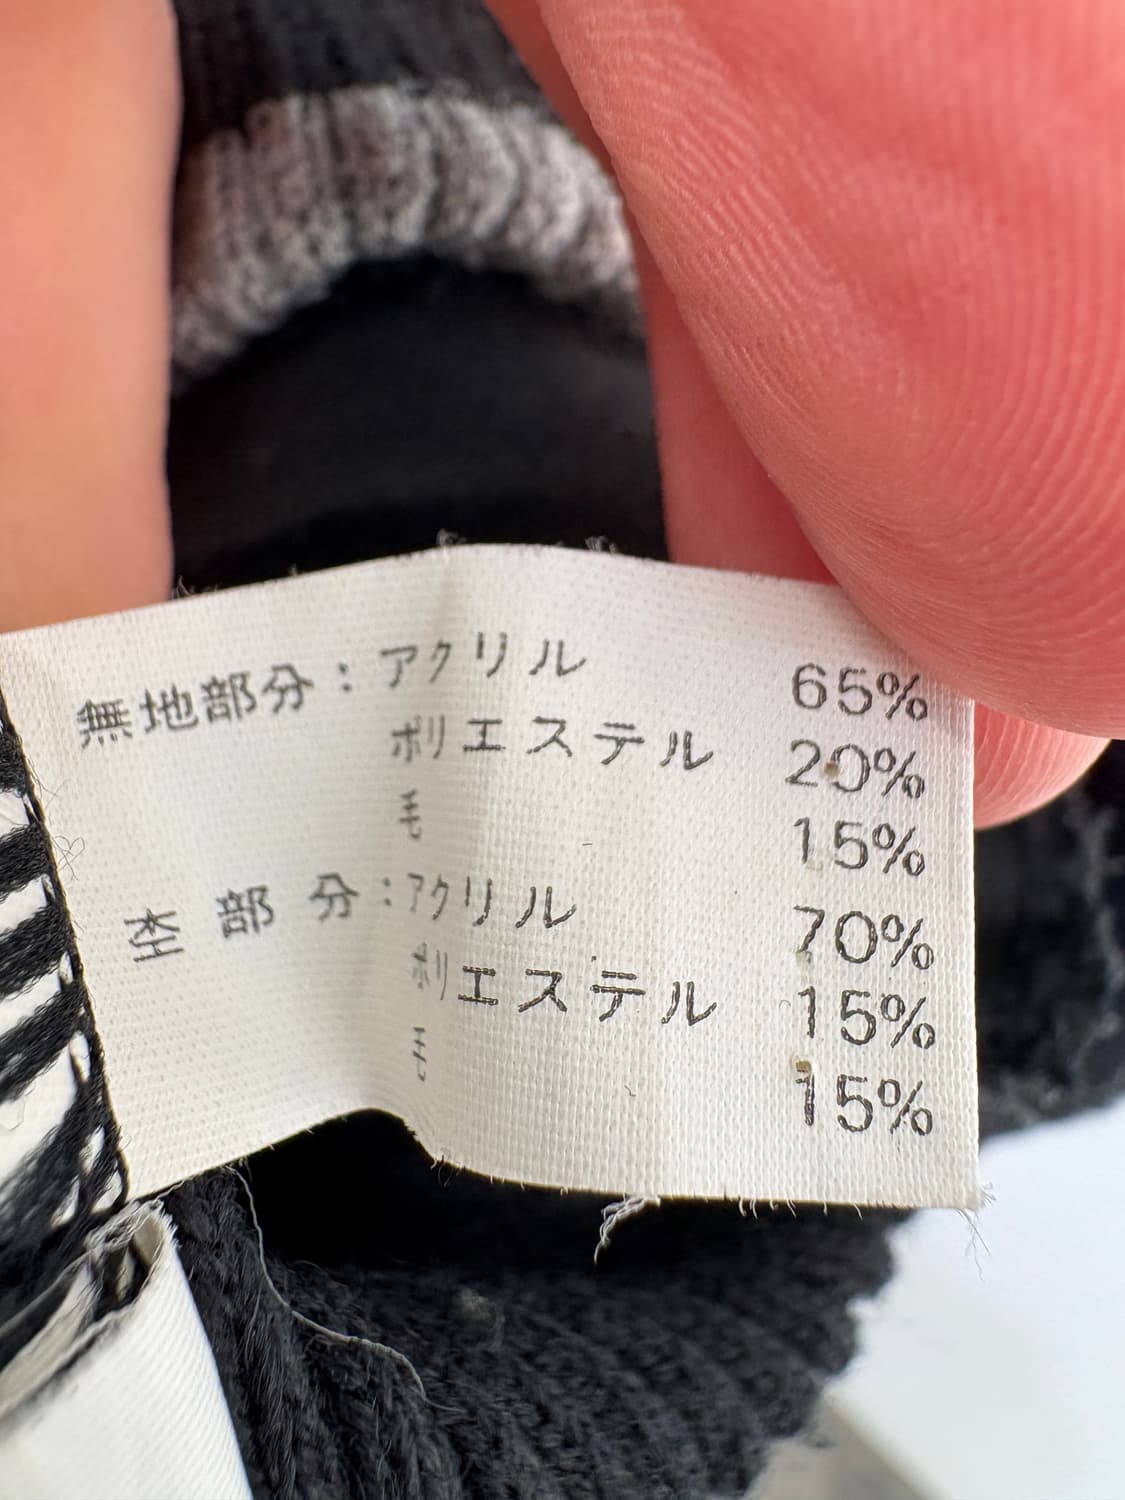 無地部分：アクリル 65%
ポリエステル 20%
毛 15%
杢部分：アクリル 70%
ポリエステル 15%
毛 15%